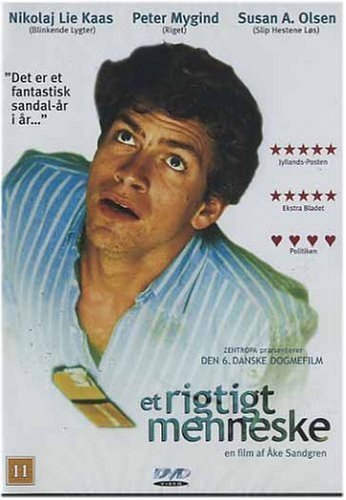 Nikolaj Lie Kaas Peter Mygind Susan A. Olsen
(Blinkende Lygter) (Riget) (Slip Hestene Løs)
"Det er et
fantastisk
sandal-år
i år..."
Jyllands-Posten
Ekstra Bladet
Politiken
ZENTROPA præsenterer
DEN 6. DANSKE DOGMEFILM
et rigtigt
menneske
en film af Åke Sandgren
11
DVD
VIDEO